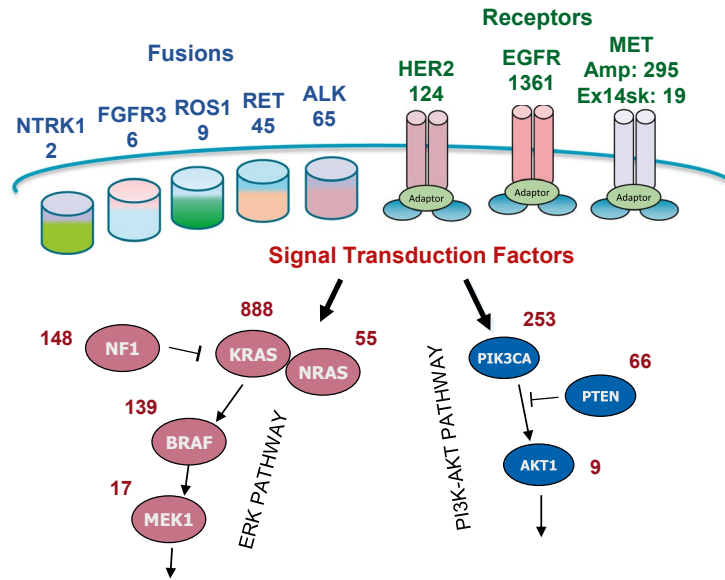 Receptors
Fusions
NTRK1
2
FGFR3
6
ROS1
9
RET
45
ALK
65
HER2
124
EGFR
1361
MET
Amp: 295
Ex14sk: 19
Adaptor
Adaptor
Adaptor
Signal Transduction Factors
148
NF1
888
KRAS
55
NRAS
139
BRAF
17
MEK1
ERK PATHWAY
PI3K-AKT PATHWAY
253
PIK3CA
66
PTEN
AKT1
9